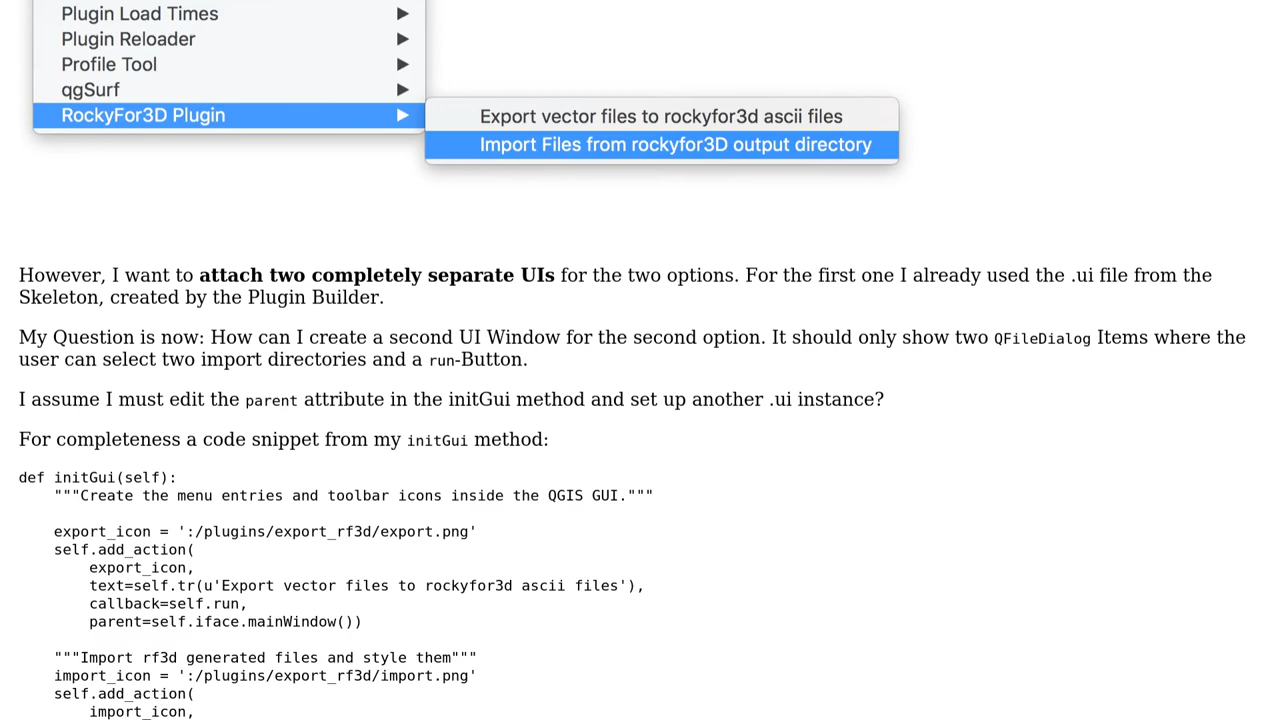 Plugin Load Times ▶
Plugin Reloader ▶
Profile Tool ▶
qgSurf ▶
RockyFor3D Plugin ▶
Export vector files to rockyfor3d ascii files
Import Files from rockyfor3D output directory
However, I want to attach two completely separate UIs for the two options. For the first one I already used the .ui file from the
Skeleton, created by the Plugin Builder.
My Question is now: How can I create a second UI Window for the second option. It should only show two QFileDialog Items where the
user can select two import directories and a run-Button.
I assume I must edit the parent attribute in the initGui method and set up another .ui instance?
For completeness a code snippet from my initGui method:
def initGui(self):
    """Create the menu entries and toolbar icons inside the QGIS GUI."""
    export_icon = ':/plugins/export_rf3d/export.png'
    self.add_action(
        export_icon,
        text=self.tr(u'Export vector files to rockyfor3d ascii files'),
        callback=self.run,
        parent=self.iface.mainWindow())
    """Import rf3d generated files and style them"""
    import_icon = ':/plugins/export_rf3d/import.png'
    self.add_action(
        import_icon,